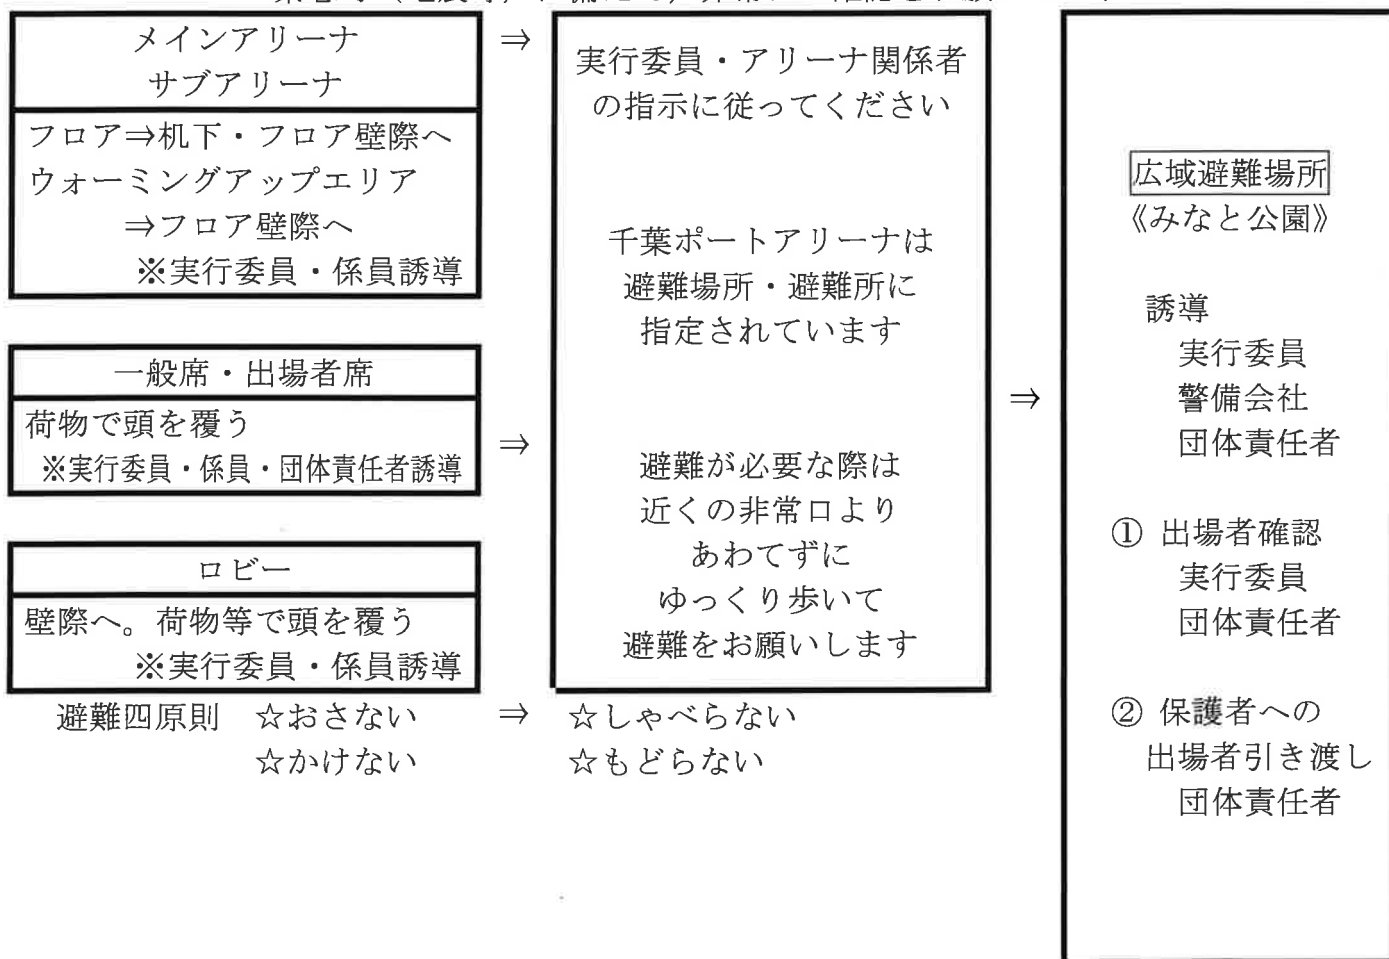 メインアリーナ
サブアリーナ
フロア⇒机下・フロア壁際へ
ウォーミングアップエリア
⇒フロア壁際へ
※実行委員・係員誘導
⇒
一般席・出場者席
荷物で頭を覆う
※実行委員・係員・団体責任者誘導
⇒
ロビー
壁際へ。荷物等で頭を覆う
※実行委員・係員誘導
⇒
実行委員・アリーナ関係者
の指示に従ってください
千葉ポートアリーナは
避難場所・避難所に
指定されています
避難が必要な際は
近くの非常口より
あわてずに
ゆっくり歩いて
避難をお願いします
⇒
広域避難場所
《みなと公園》
誘導
実行委員
警備会社
団体責任者
① 出場者確認
実行委員
団体責任者
② 保護者への
出場者引き渡し
団体責任者
避難四原則 ☆おさない ☆しゃべらない
☆かけない ☆もどらない